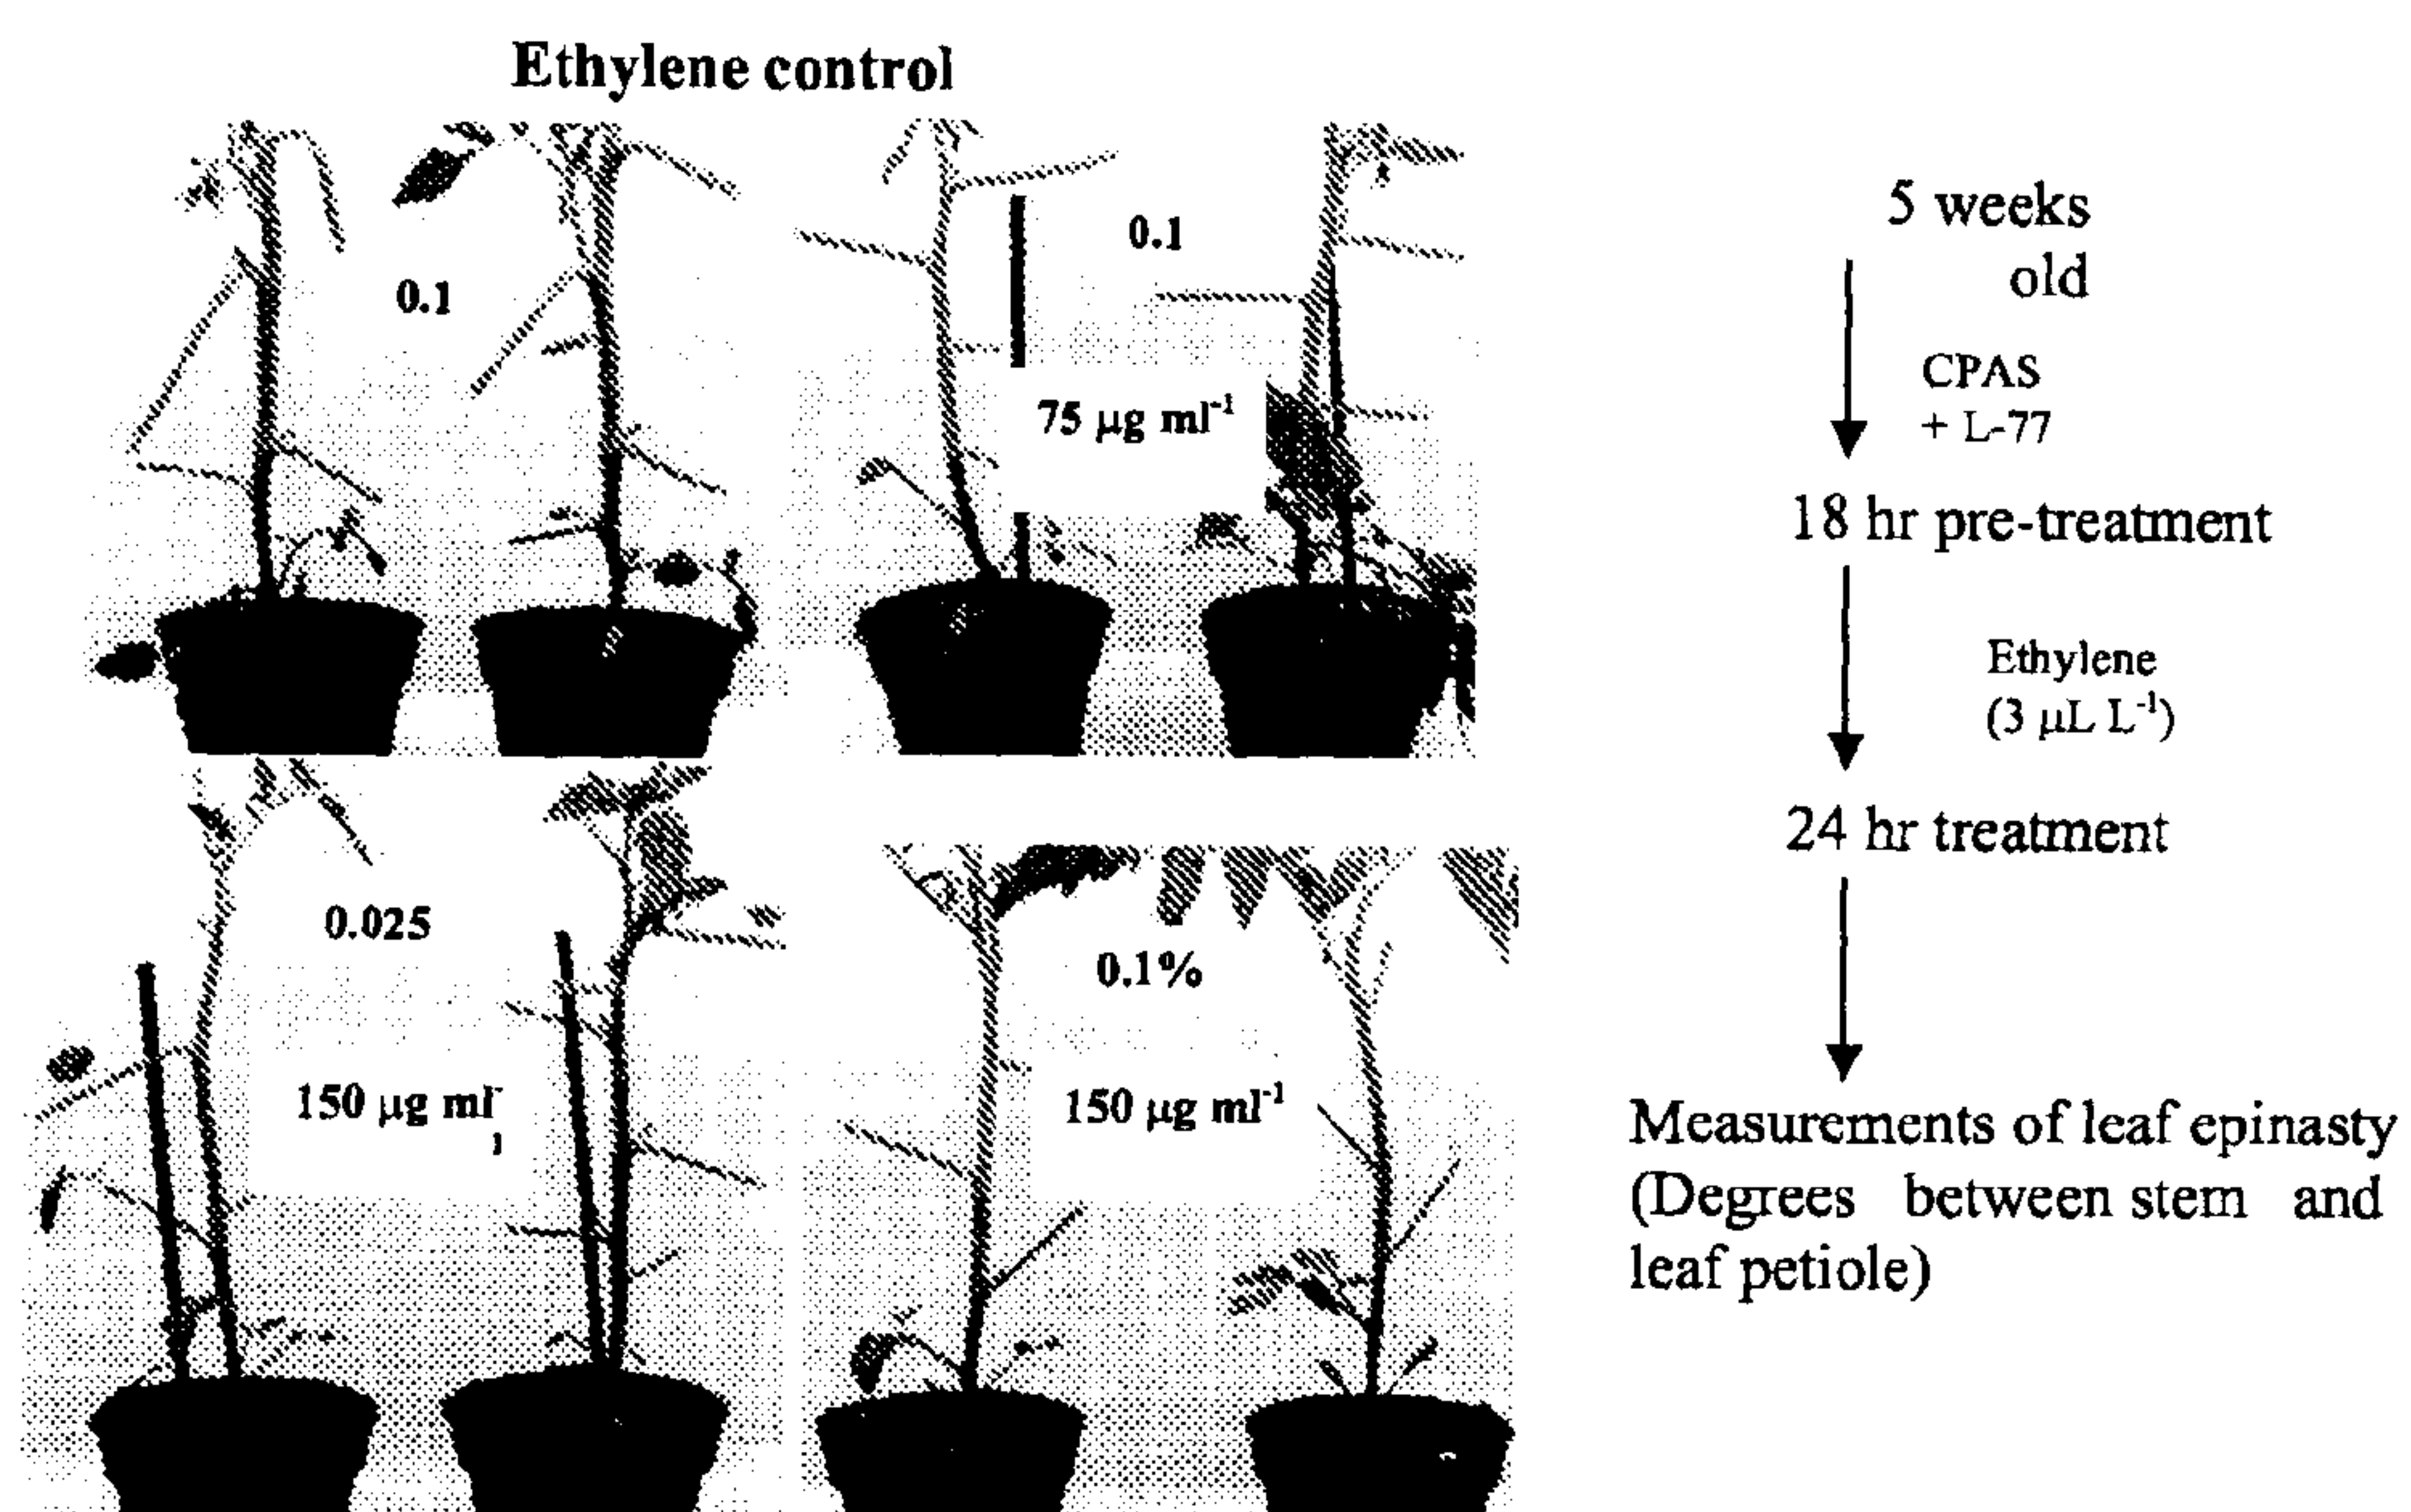 Ethylene control
0.1
0.1
75 µg ml⁻¹
0.025
150 µg ml⁻
1
0.1%
150 µg ml⁻¹
5 weeks
old
CPAS
+ L-77
18 hr pre-treatment
Ethylene
(3 µL L⁻¹)
24 hr treatment
Measurements of leaf epinasty
(Degrees between stem and
leaf petiole)